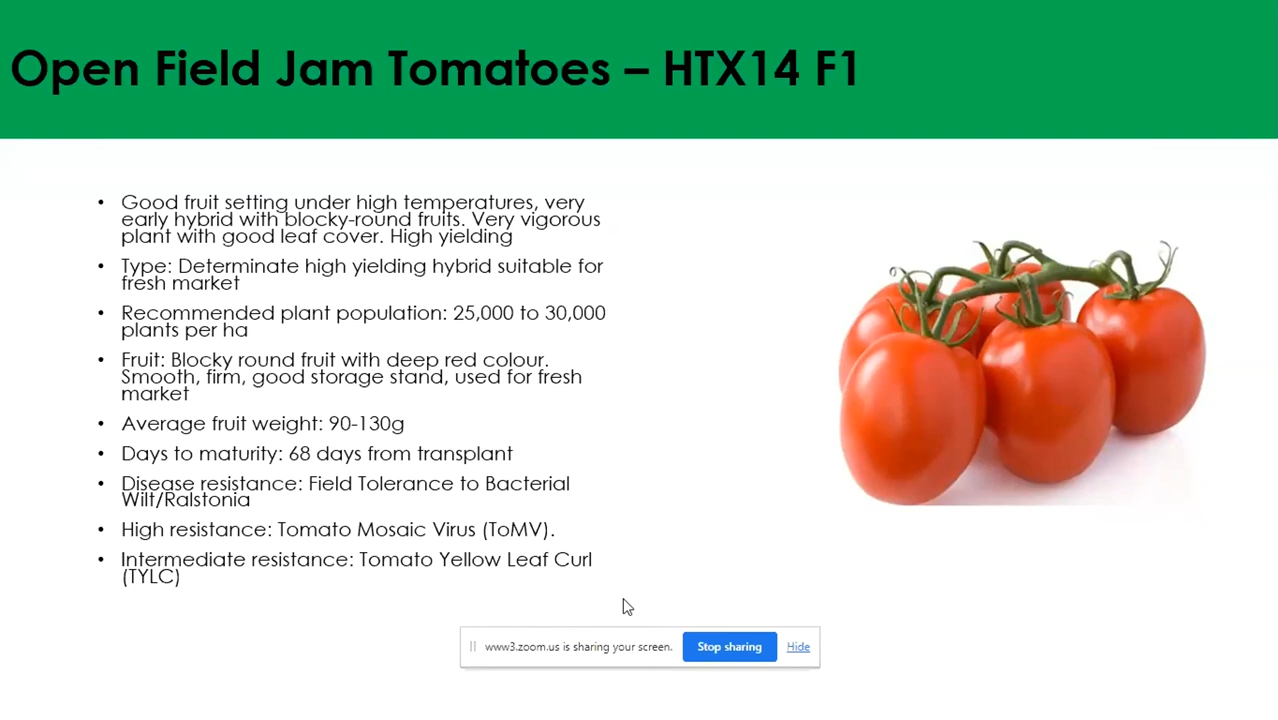 Open Field Jam Tomatoes – HTX14 F1
• Good fruit setting under high temperatures, very
early hybrid with blocky-round fruits. Very vigorous
plant with good leaf cover. High yielding
• Type: Determinate high yielding hybrid suitable for
fresh market
• Recommended plant population: 25,000 to 30,000
plants per ha
• Fruit: Blocky round fruit with deep red colour.
Smooth, firm, good storage stand, used for fresh
market
• Average fruit weight: 90-130g
• Days to maturity: 68 days from transplant
• Disease resistance: Field Tolerance to Bacterial
Wilt/Ralstonia
• High resistance: Tomato Mosaic Virus (ToMV).
• Intermediate resistance: Tomato Yellow Leaf Curl
(TYLC)
www3.zoom.us is sharing your screen. Stop sharing Hide